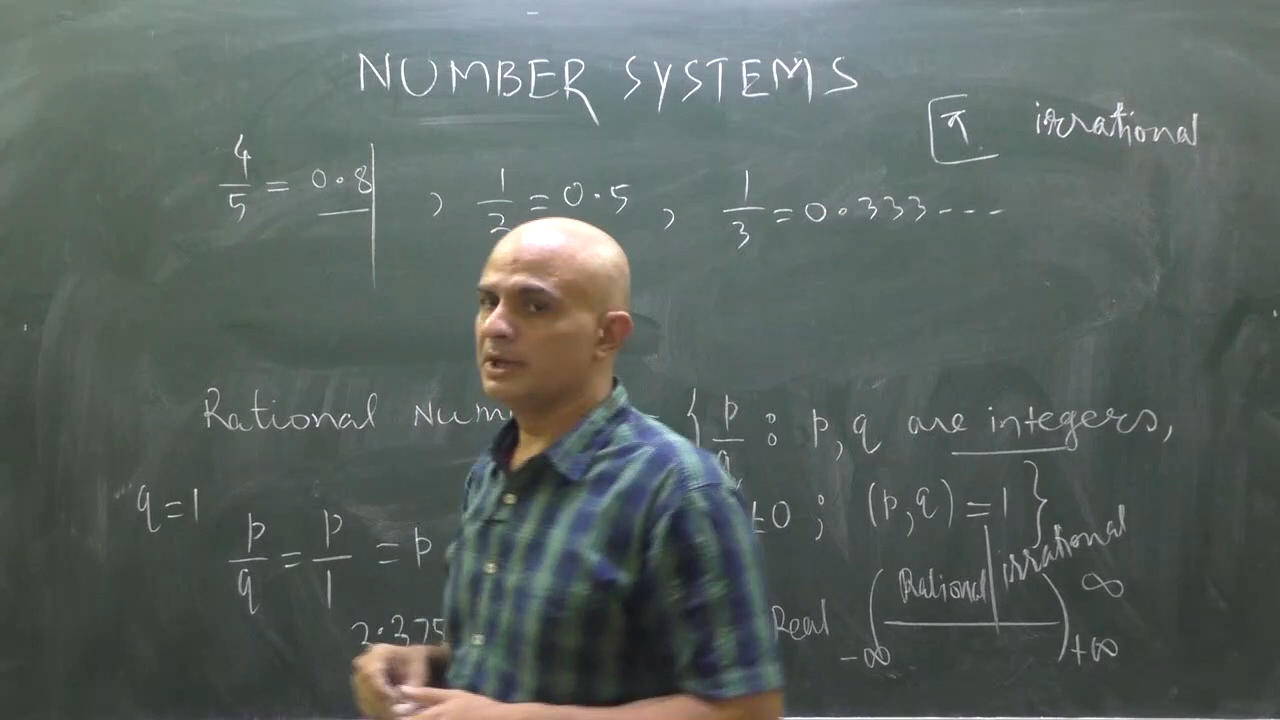 NUMBER SYSTEMS
π irrational
4/5 = 0.8 , 1/2 = 0.5 , 1/3 = 0.333---
Rational { p/q : p, q are integers,
≠0 ; (p,q) = 1 }
q=1 p/q = p/1 = p
Rational | irrational ∞
2.375 Real -∞ ( ) +∞